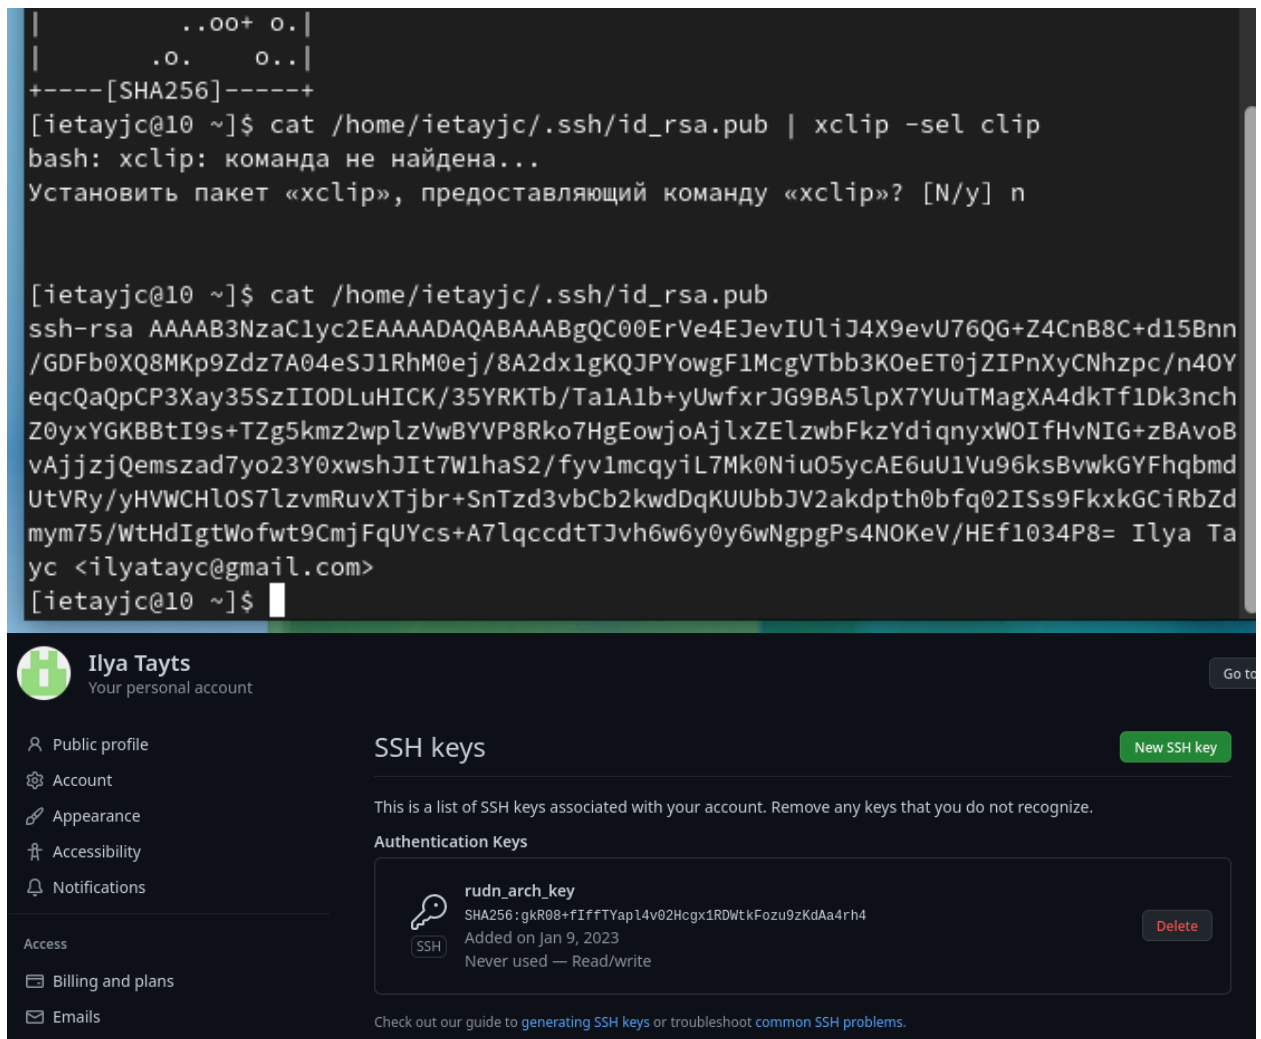 | ..oo+ o.|
| .o. o..|
+----[SHA256]-----+
[ietayjc@10 ~]$ cat /home/ietayjc/.ssh/id_rsa.pub | xclip -sel clip
bash: xclip: команда не найдена...
Установить пакет «xclip», предоставляющий команду «xclip»? [N/y] n
[ietayjc@10 ~]$ cat /home/ietayjc/.ssh/id_rsa.pub
ssh-rsa AAAAB3NzaC1yc2EAAAADAQABAAABgQC00ErVe4EJevIUliJ4X9evU76QG+Z4CnB8C+d15Bnn
/GDFb0XQ8MKp9Zdz7A04eSJ1RhM0ej/8A2dx1gKQJPYowgF1McgVTbb3KOeET0jZIPnXyCNhzpc/n4OY
eqcQaQpCP3Xay35SzIIODLuHICK/35YRKTb/Ta1A1b+yUwfxrJG9BA5lpX7YUuTMagXA4dkTf1Dk3nch
Z0yxYGKBBtI9s+TZg5kmz2wplzVwBYVP8Rko7HgEowjoAjlxZElzwbFkzYdiqnyxWOIfHvNIG+zBAvoB
vAjjzjQemszad7yo23Y0xwshJIt7W1haS2/fyv1mcqyiL7Mk0NiuO5ycAE6uU1Vu96ksBvwkGYFhqbmd
UtVRy/yHVWCHlOS7lzvmRuvXTjbr+SnTzd3vbCb2kwdDqKUUbbJV2akdpth0bfq02ISs9FkxkGCiRbZd
mym75/WtHdIgtWofwt9CmjFqUYcs+A7lqccdtTJvh6w6y0y6wNgpgPs4NOKeV/HEf1034P8= Ilya Ta
yc <ilyatayc@gmail.com>
[ietayjc@10 ~]$
Ilya Tayts
Your personal account
Go to
Public profile
Account
Appearance
Accessibility
Notifications
Access
Billing and plans
Emails
SSH keys
New SSH key
This is a list of SSH keys associated with your account. Remove any keys that you do not recognize.
Authentication Keys
rudn_arch_key
SHA256:gkR08+fIffTYapl4v02Hcgx1RDWtkFozu9zKdAa4rh4
SSH
Added on Jan 9, 2023
Never used — Read/write
Delete
Check out our guide to generating SSH keys or troubleshoot common SSH problems.